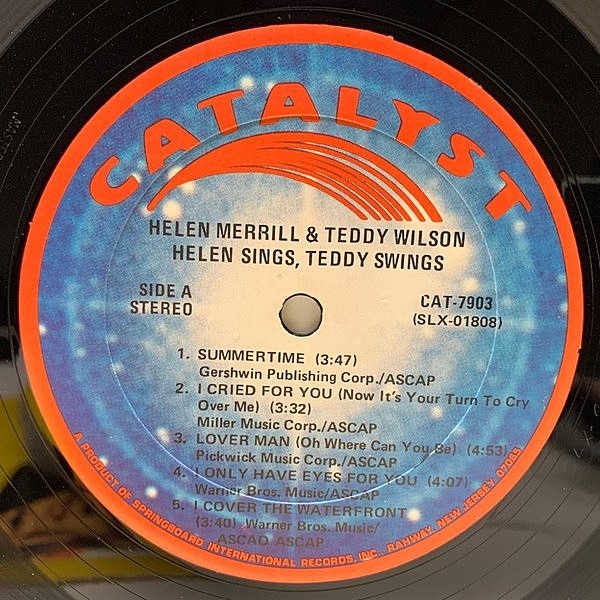 CATALYST
HELEN MERRILL & TEDDY WILSON
HELEN SINGS, TEDDY SWINGS
SIDE A
STEREO
CAT-7903
(SLX-01808)
1. SUMMERTIME (3:47)
Gershwin Publishing Corp./ASCAP
2. I CRIED FOR YOU (Now It's Your Turn To Cry
Over Me) (3:32)
Miller Music Corp./ASCAP
3. LOVER MAN (Oh Where Can You Be) (4:53)
Pickwick Music Corp./ASCAP
4. I ONLY HAVE EYES FOR YOU (4:07)
Warner Bros. Music/ASCAP
5. I COVER THE WATERFRONT
(3:40) Warner Bros. Music/
ASCAO ASCAP
A PRODUCT OF SPRINGBOARD INTERNATIONAL RECORDS, INC., RAHWAY, NEW JERSEY 07065